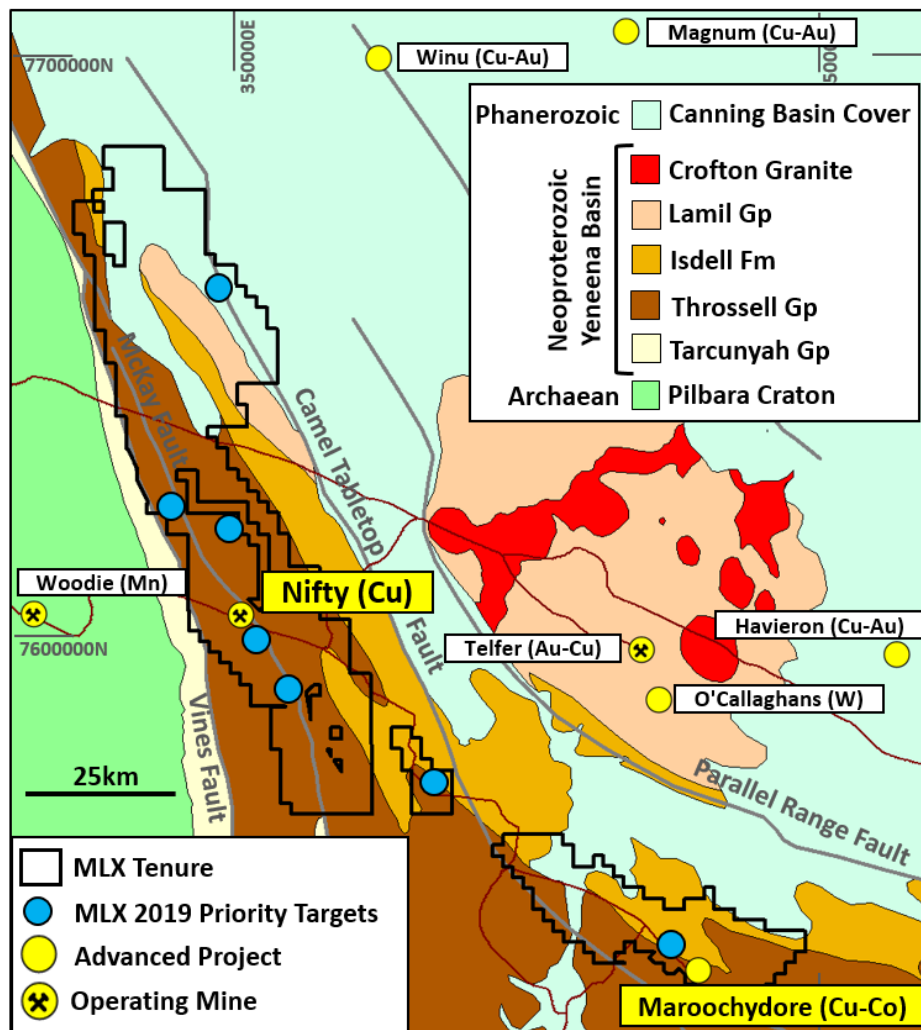 Magnum (Cu-Au)
Winu (Cu-Au)
7700000N
350000E
Phanerozoic
Canning Basin Cover
Neoproterozoic
Yeneena Basin
Crofton Granite
Lamil Gp
Isdell Fm
Throssell Gp
Tarcunyah Gp
Archaean
Pilbara Craton
McKay Fault
Camel Tabletop
Fault
Woodie (Mn)
Nifty (Cu)
Telfer (Au-Cu)
Havieron (Cu-Au)
7600000N
O'Callaghans (W)
Vines Fault
25km
Parallel Range Fault
MLX Tenure
MLX 2019 Priority Targets
Advanced Project
Operating Mine
Maroochydore (Cu-Co)